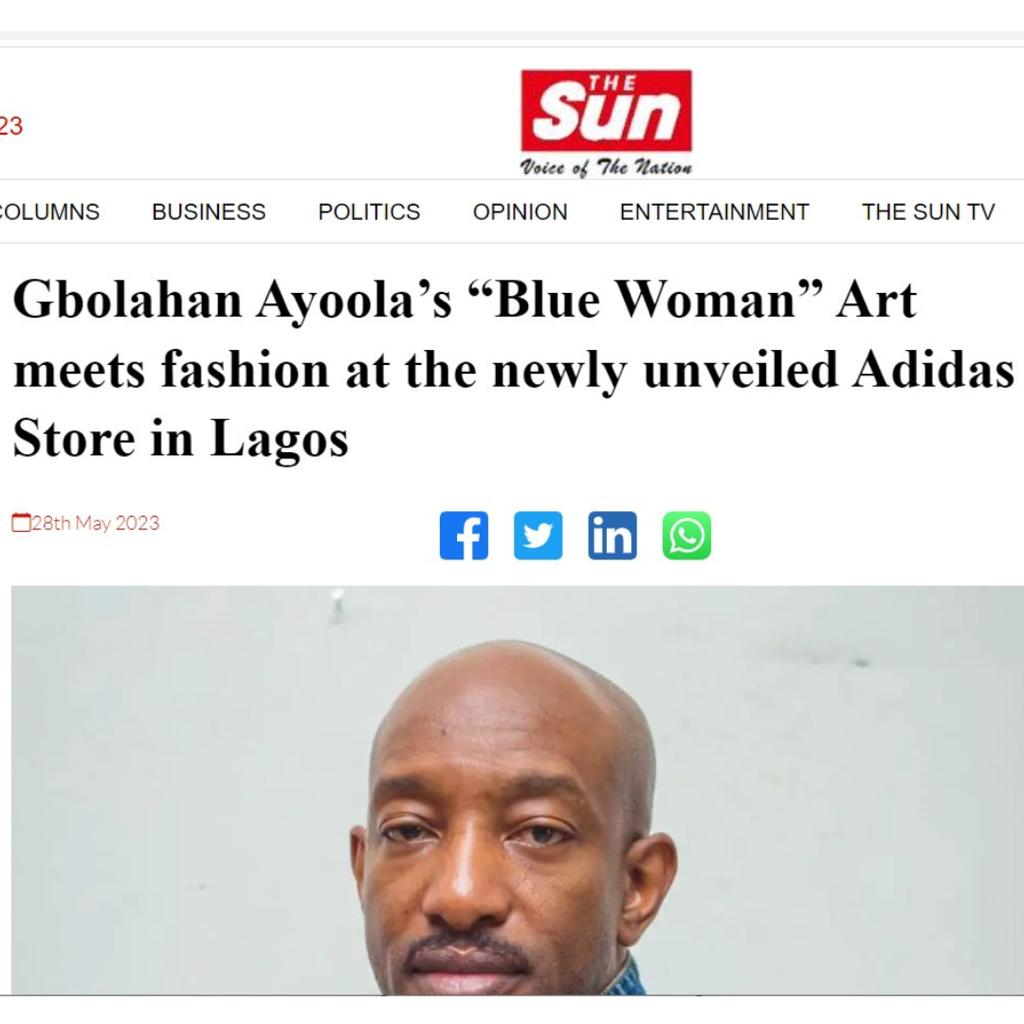 THE
Sun
Voice of The Nation
23
COLUMNS BUSINESS POLITICS OPINION ENTERTAINMENT THE SUN TV
Gbolahan Ayoola’s “Blue Woman” Art
meets fashion at the newly unveiled Adidas
Store in Lagos
28th May 2023
f in